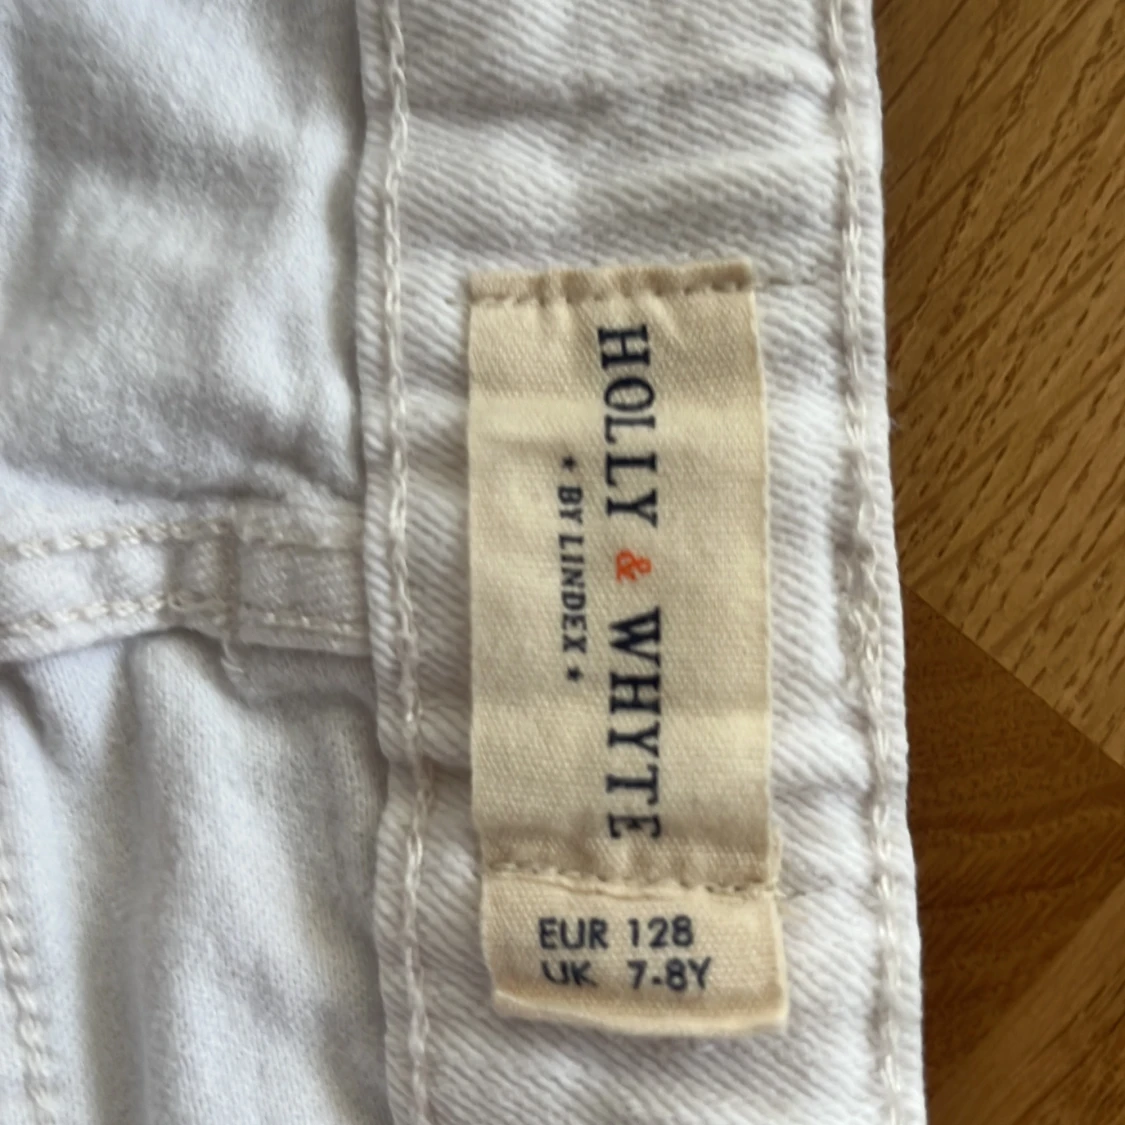 HOLLY & WHYTE
★ BY LINDEX ★
EUR 128
UK 7-8Y